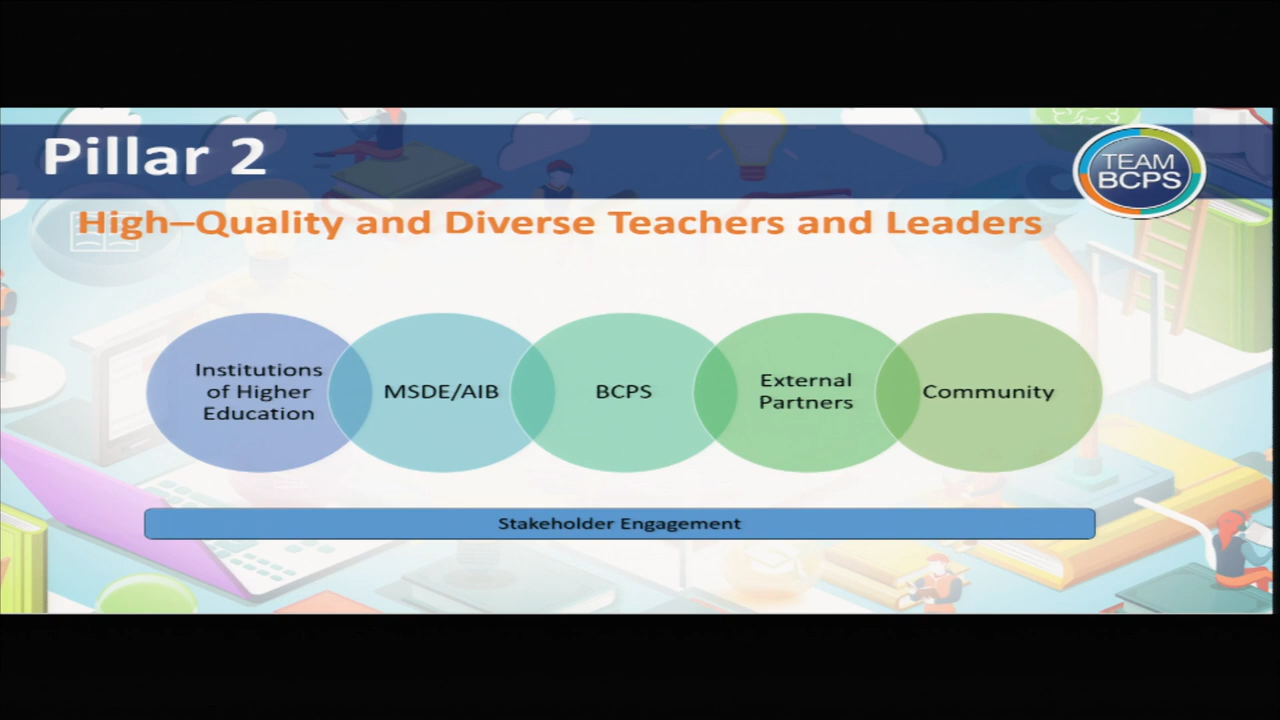 Pillar 2
TEAM
BCPS
High–Quality and Diverse Teachers and Leaders
Institutions
of Higher
Education
MSDE/AIB
BCPS
External
Partners
Community
Stakeholder Engagement